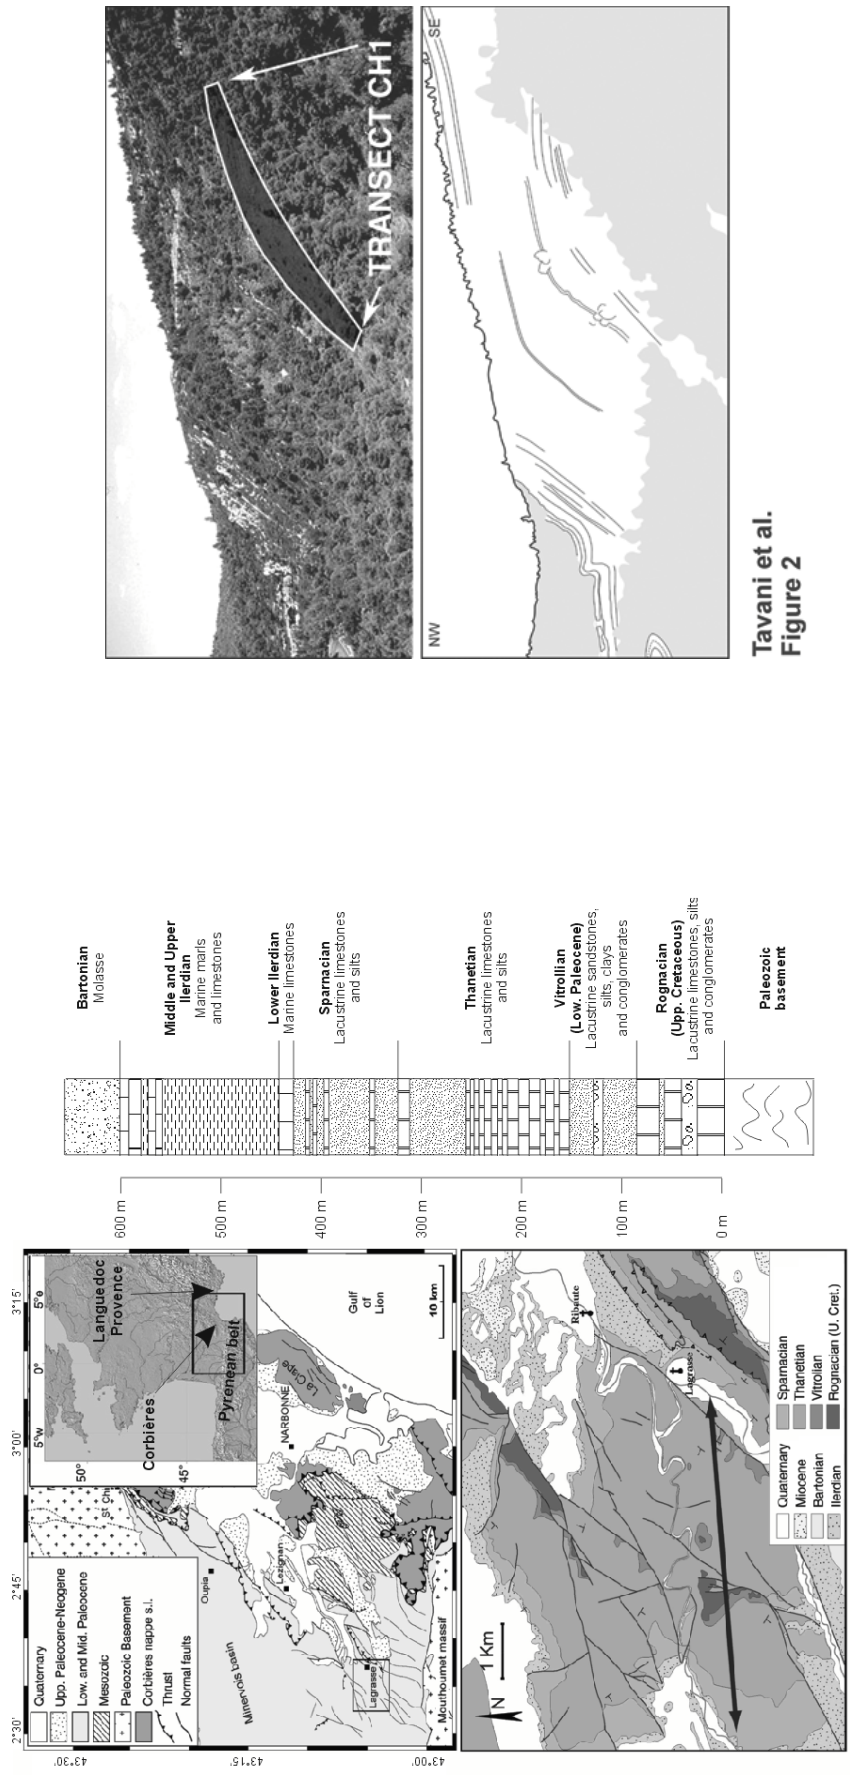 TRANSECT CH1
NW
SE
Tavani et al.
Figure 2
Bartonian
Molasse
Middle and Upper
Ilerdian
Marine marls
and limestones
Lower Ilerdian
Marine limestones
Sparnacian
Lacustrine limestones
and silts
Thanetian
Lacustrine limestones
and silts
Vitrollian
(Low. Paleocene)
Lacustrine sandstones,
silts, clays
and conglomerates
Rognacian
(Upp. Cretaceous)
Lacustrine limestones, silts
and conglomerates
Paleozoic
basement
600 m
500 m
400 m
300 m
200 m
100 m
0 m
Quaternary
Upp. Paleocene-Neogene
Low. and Mid. Paleocene
Mesozoic
Paleozoic Basement
Corbières nappe s.l.
Thrust
Normal faults
Languedoc
Provence
Corbières
Pyrenean belt
5°W
0°
5°e
50°
45°
St Ch
Oupia
Lezignan
NARBONNE
La Clape
Gulf
of
Lion
10 km
Minervois basin
Lagrasse
Mouthoumet massif
2°30'
2°45'
3°00'
3°15'
43°30'
43°15'
43°00'
N
1 Km
Ribaute
Lagrasse
Quaternary
Miocene
Bartonian
Ilerdian
Sparnacian
Thanetian
Vitrolian
Rognacian (U. Cret.)